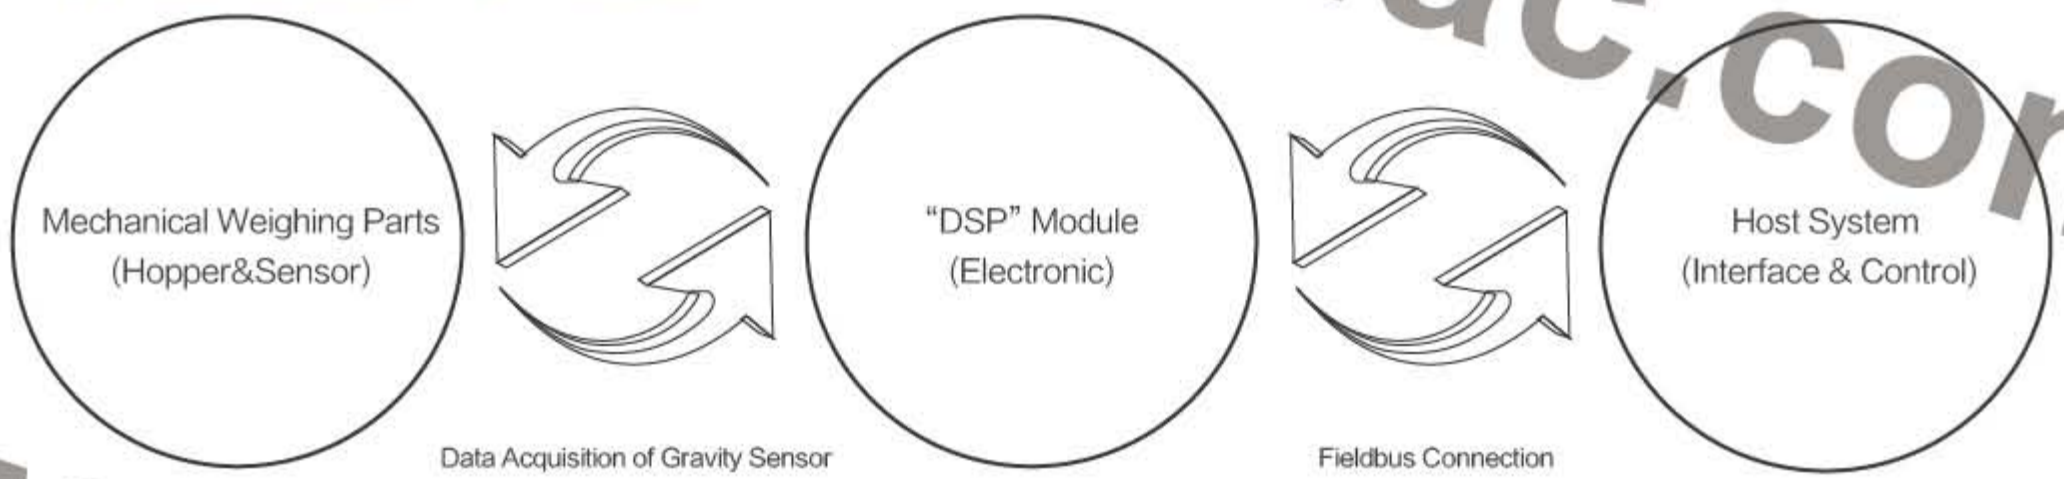 Mechanical Weighing Parts
(Hopper&Sensor)
“DSP” Module
(Electronic)
Host System
(Interface & Control)
Data Acquisition of Gravity Sensor
Fieldbus Connection